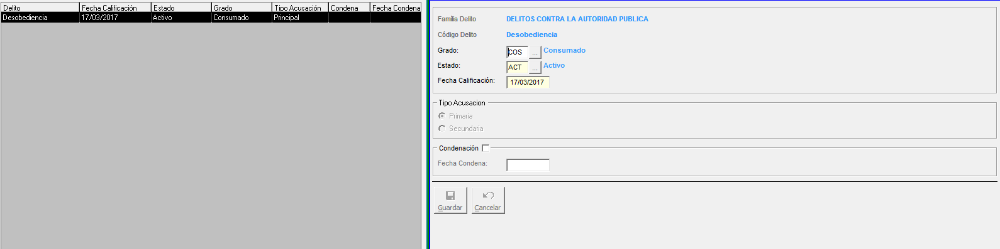 Delito Fecha Calificación Estado Grado Tipo Acusación Condena Fecha Condena
Desobediencia 17/03/2017 Activo Consumado Principal
Família Delito DELITOS CONTRA LA AUTORIDAD PUBLICA
Código Delito Desobediencia
Grado: COS ... Consumado
Estado: ACT ... Activo
Fecha Calificación: 17/03/2017
Tipo Acusacion
Primaria
Secundaria
Condenación
Fecha Condena:
Guardar Cancelar